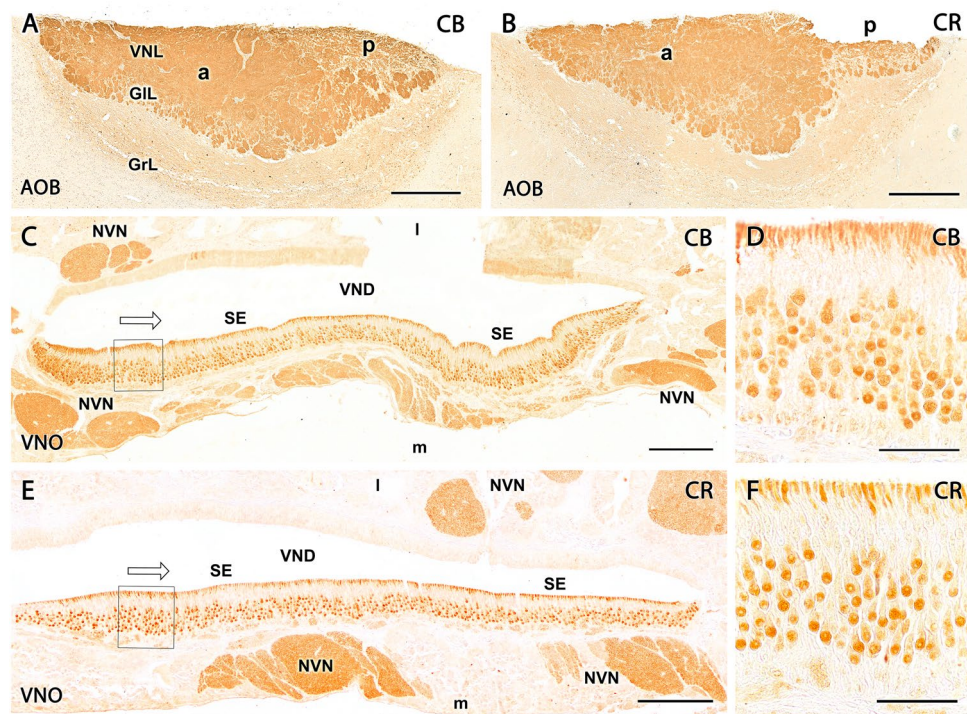 A
CB
VNL
a
p
GlL
GrL
AOB
B
CR
p
a
AOB
C
NVN
l
CB
VND
SE
SE
NVN
NVN
VNO
m
D
CB
E
l
NVN
CR
VND
SE
SE
NVN
NVN
VNO
m
F
CR